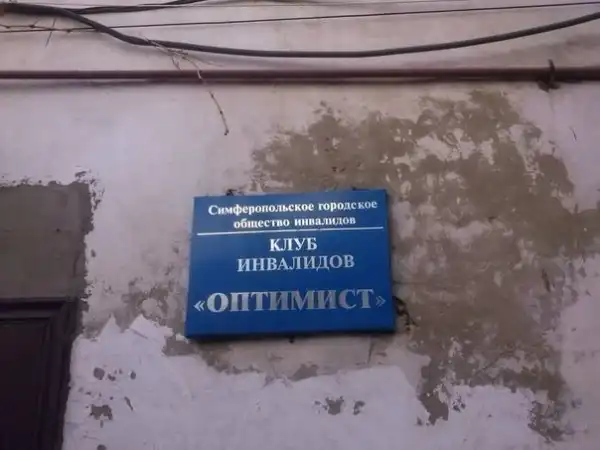 Симферопольское городское
общество инвалидов
КЛУБ
ИНВАЛИДОВ
«ОПТИМИСТ»